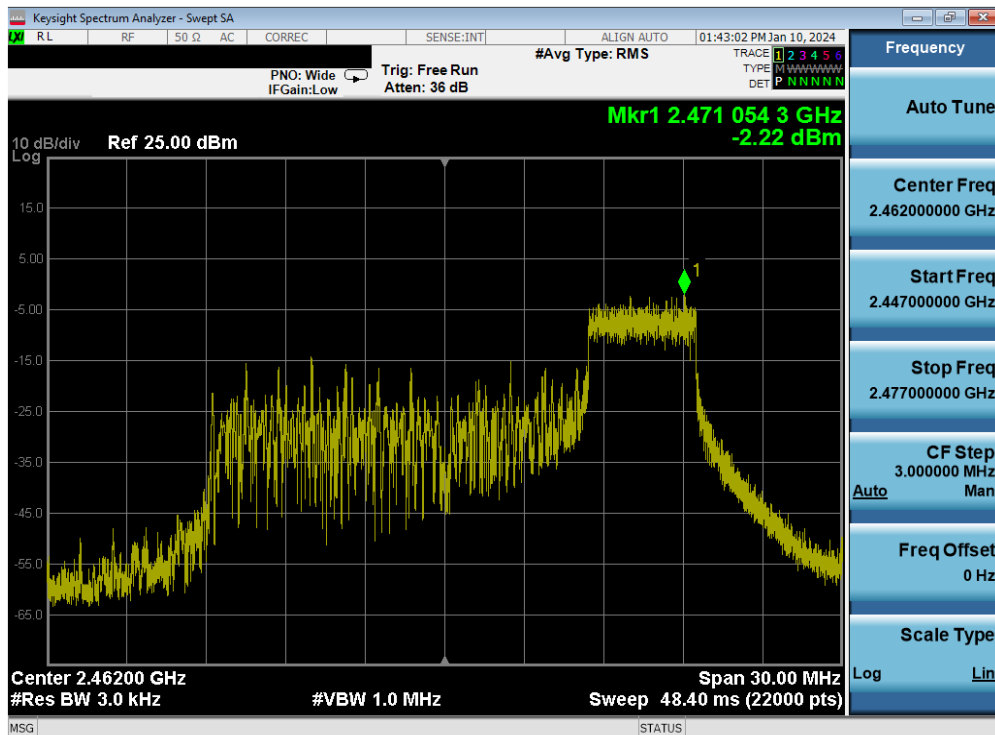 Keysight Spectrum Analyzer - Swept SA
LXI RL RF 50 Ω AC CORREC SENSE:INT ALIGN AUTO 01:43:02 PM Jan 10, 2024
#Avg Type: RMS TRACE 1 2 3 4 5 6
PNO: Wide Trig: Free Run TYPE M WWWWW
IFGain:Low Atten: 36 dB DET P N N N N N
Mkr1 2.471 054 3 GHz
-2.22 dBm
10 dB/div Ref 25.00 dBm
Log
15.0
5.00
1
-5.00
-15.0
-25.0
-35.0
-45.0
-55.0
-65.0
Center 2.46200 GHz Span 30.00 MHz
#Res BW 3.0 kHz #VBW 1.0 MHz Sweep 48.40 ms (22000 pts)
MSG STATUS
Frequency
Auto Tune
Center Freq
2.462000000 GHz
Start Freq
2.447000000 GHz
Stop Freq
2.477000000 GHz
CF Step
3.000000 MHz
Auto Man
Freq Offset
0 Hz
Scale Type
Log Lin